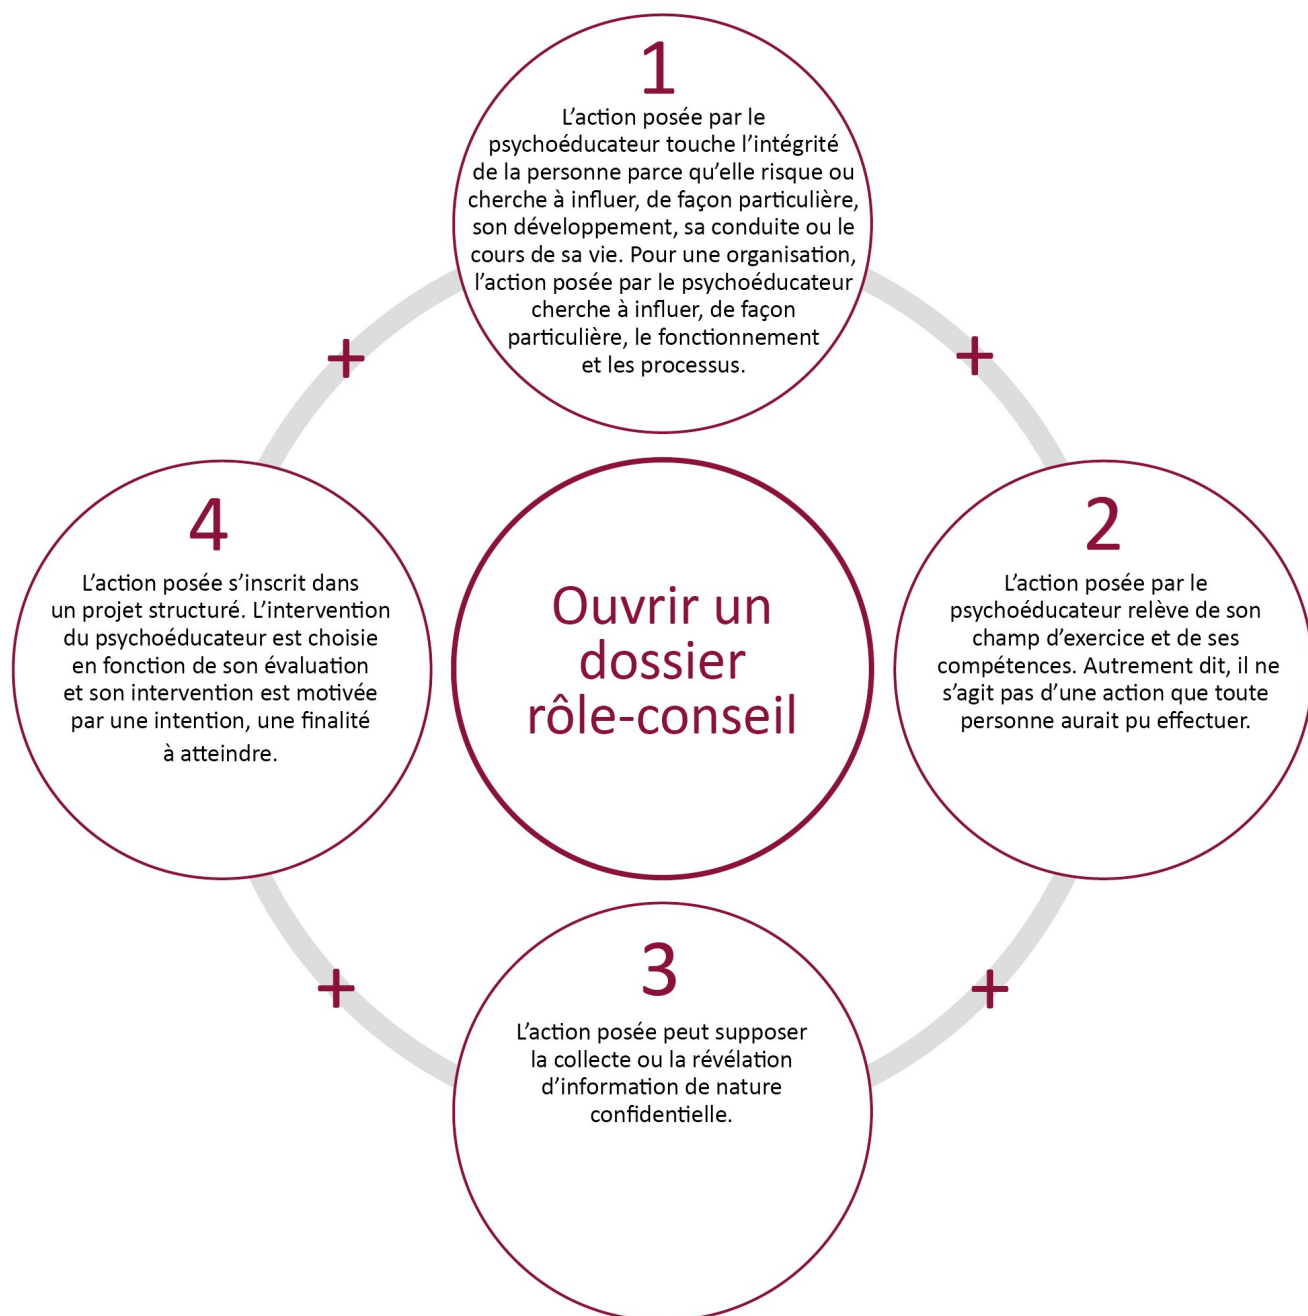 1
L’action posée par le
psychoéducateur touche l’intégrité
de la personne parce qu’elle risque ou
cherche à influer, de façon particulière,
son développement, sa conduite ou le
cours de sa vie. Pour une organisation,
l’action posée par le psychoéducateur
cherche à influer, de façon
particulière, le fonctionnement
et les processus.
+
+
2
L’action posée par le
psychoéducateur relève de son
champ d’exercice et de ses
compétences. Autrement dit, il ne
s’agit pas d’une action que toute
personne aurait pu effectuer.
3
L’action posée peut supposer
la collecte ou la révélation
d’information de nature
confidentielle.
+
+
4
L’action posée s’inscrit dans
un projet structuré. L’intervention
du psychoéducateur est choisie
en fonction de son évaluation
et son intervention est motivée
par une intention, une finalité
à atteindre.
Ouvrir un
dossier
rôle-conseil